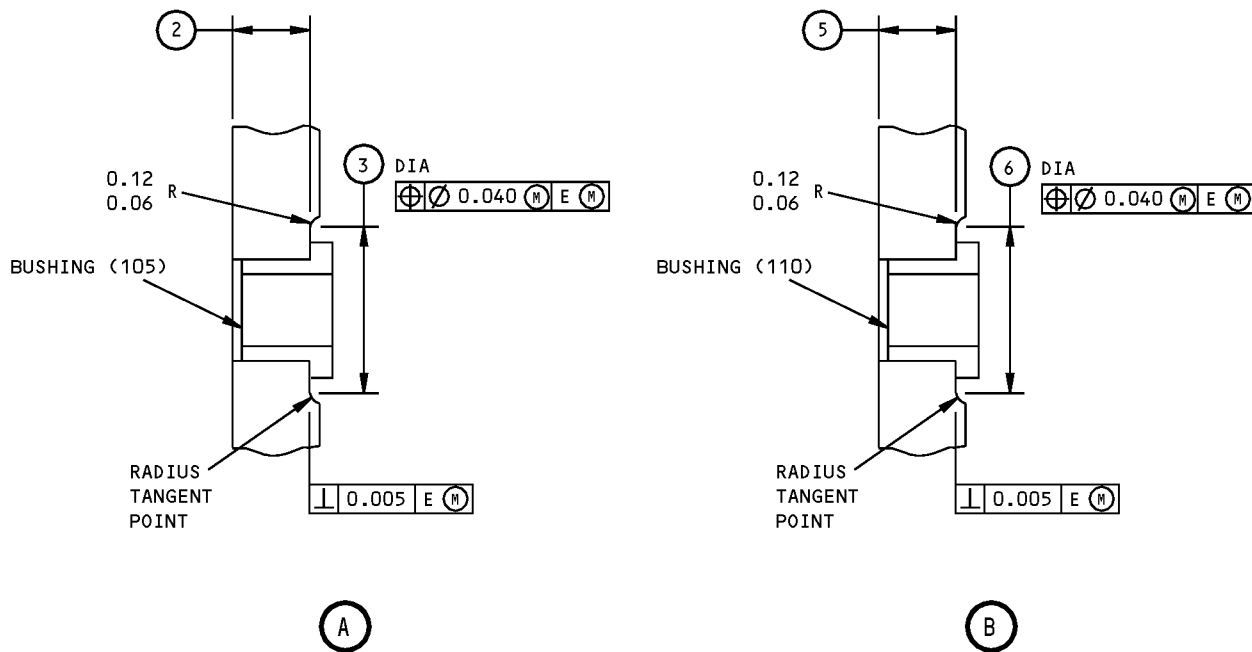 2
3 DIA
⌖ ⌀ 0.040 Ⓜ E Ⓜ
0.12
0.06 R
BUSHING (105)
RADIUS
TANGENT
POINT
⊥ 0.005 E Ⓜ
A
5
6 DIA
⌖ ⌀ 0.040 Ⓜ E Ⓜ
0.12
0.06 R
BUSHING (110)
RADIUS
TANGENT
POINT
⊥ 0.005 E Ⓜ
B